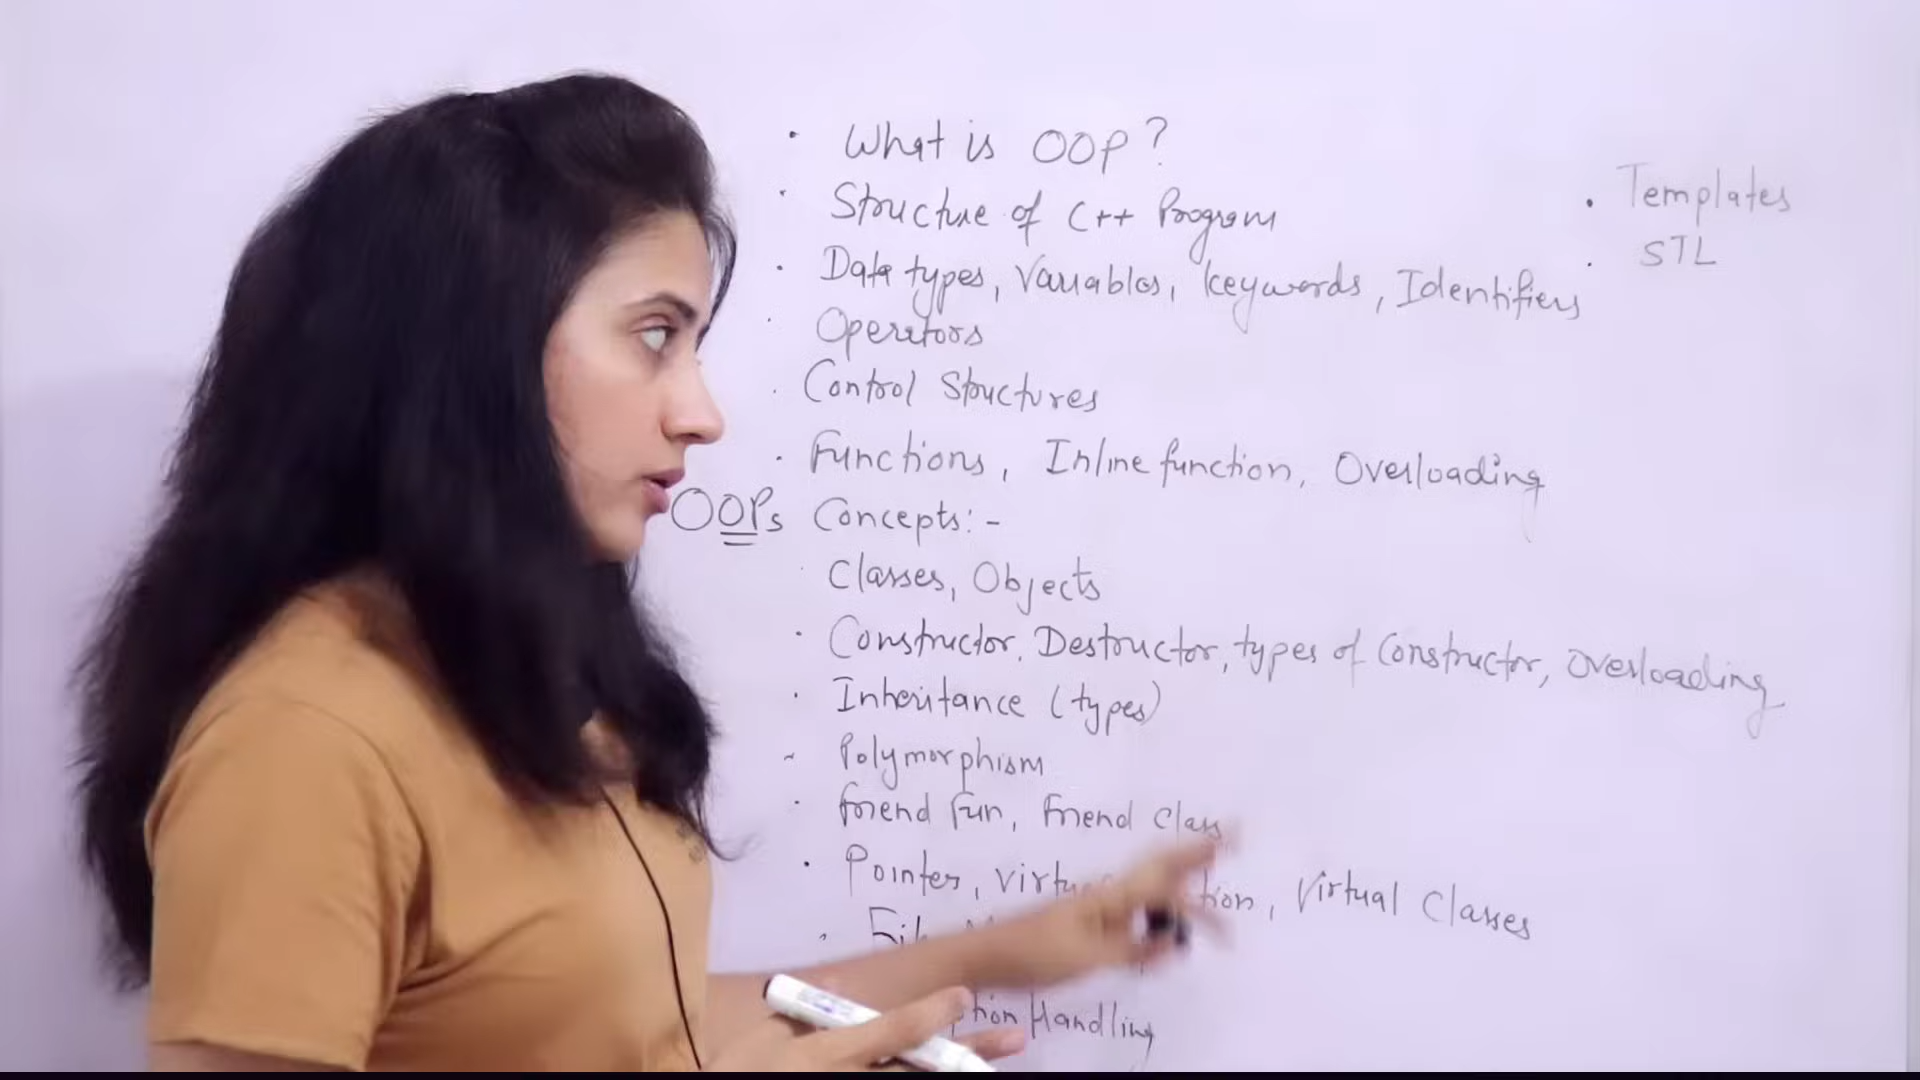 • What is OOP?
• Structure of C++ Program
• Data types, Variables, keywords, Identifiers
• Operators
• Control Structures
• Functions, Inline function, Overloading
OOPs Concepts:-
• Classes, Objects
• Constructor, Destructor, types of Constructor, Overloading
• Inheritance (types)
- Polymorphism
• Friend Fun, Friend Class
• Pointer, Virtual Classes
Handling
• Templates
• STL